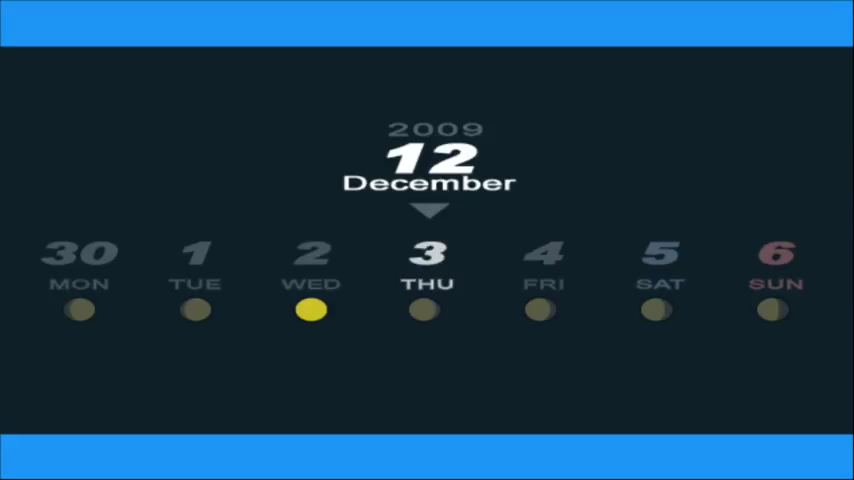 2009
12
December
30 1 2 3 4 5 6
MON TUE WED THU FRI SAT SUN